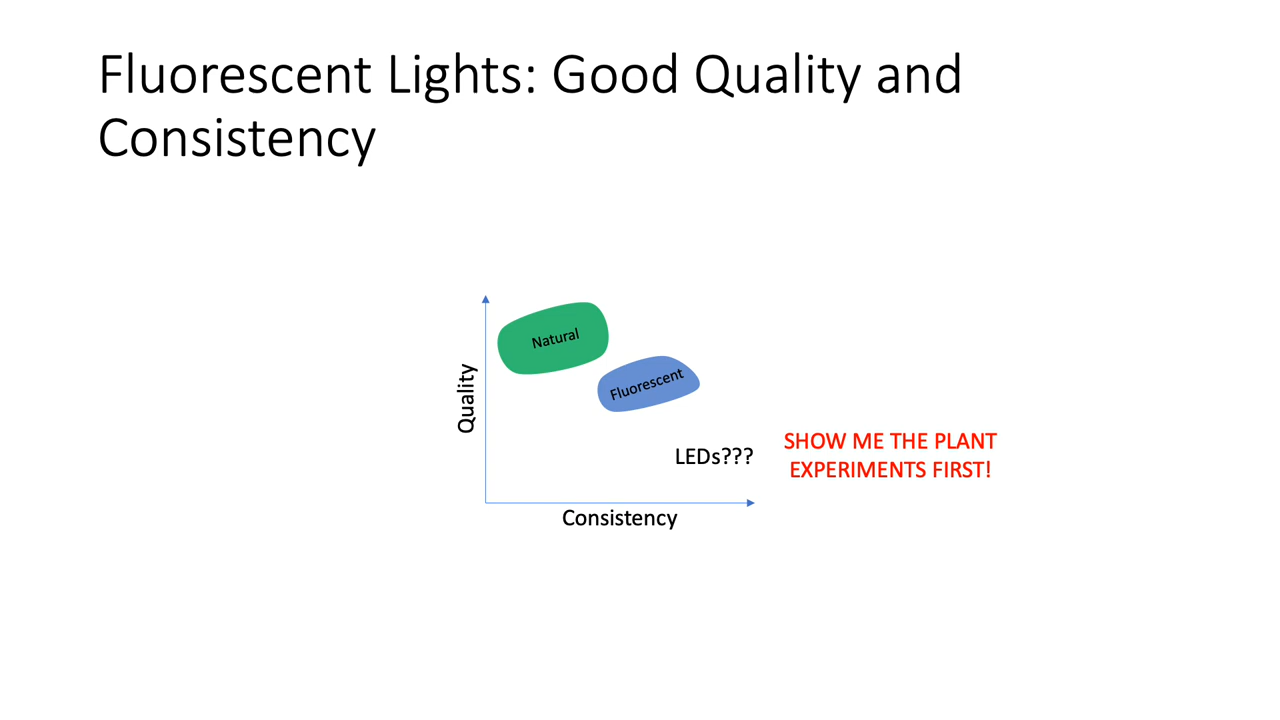 Fluorescent Lights: Good Quality and
Consistency
Natural
Fluorescent
Quality
LEDs???
SHOW ME THE PLANT
EXPERIMENTS FIRST!
Consistency